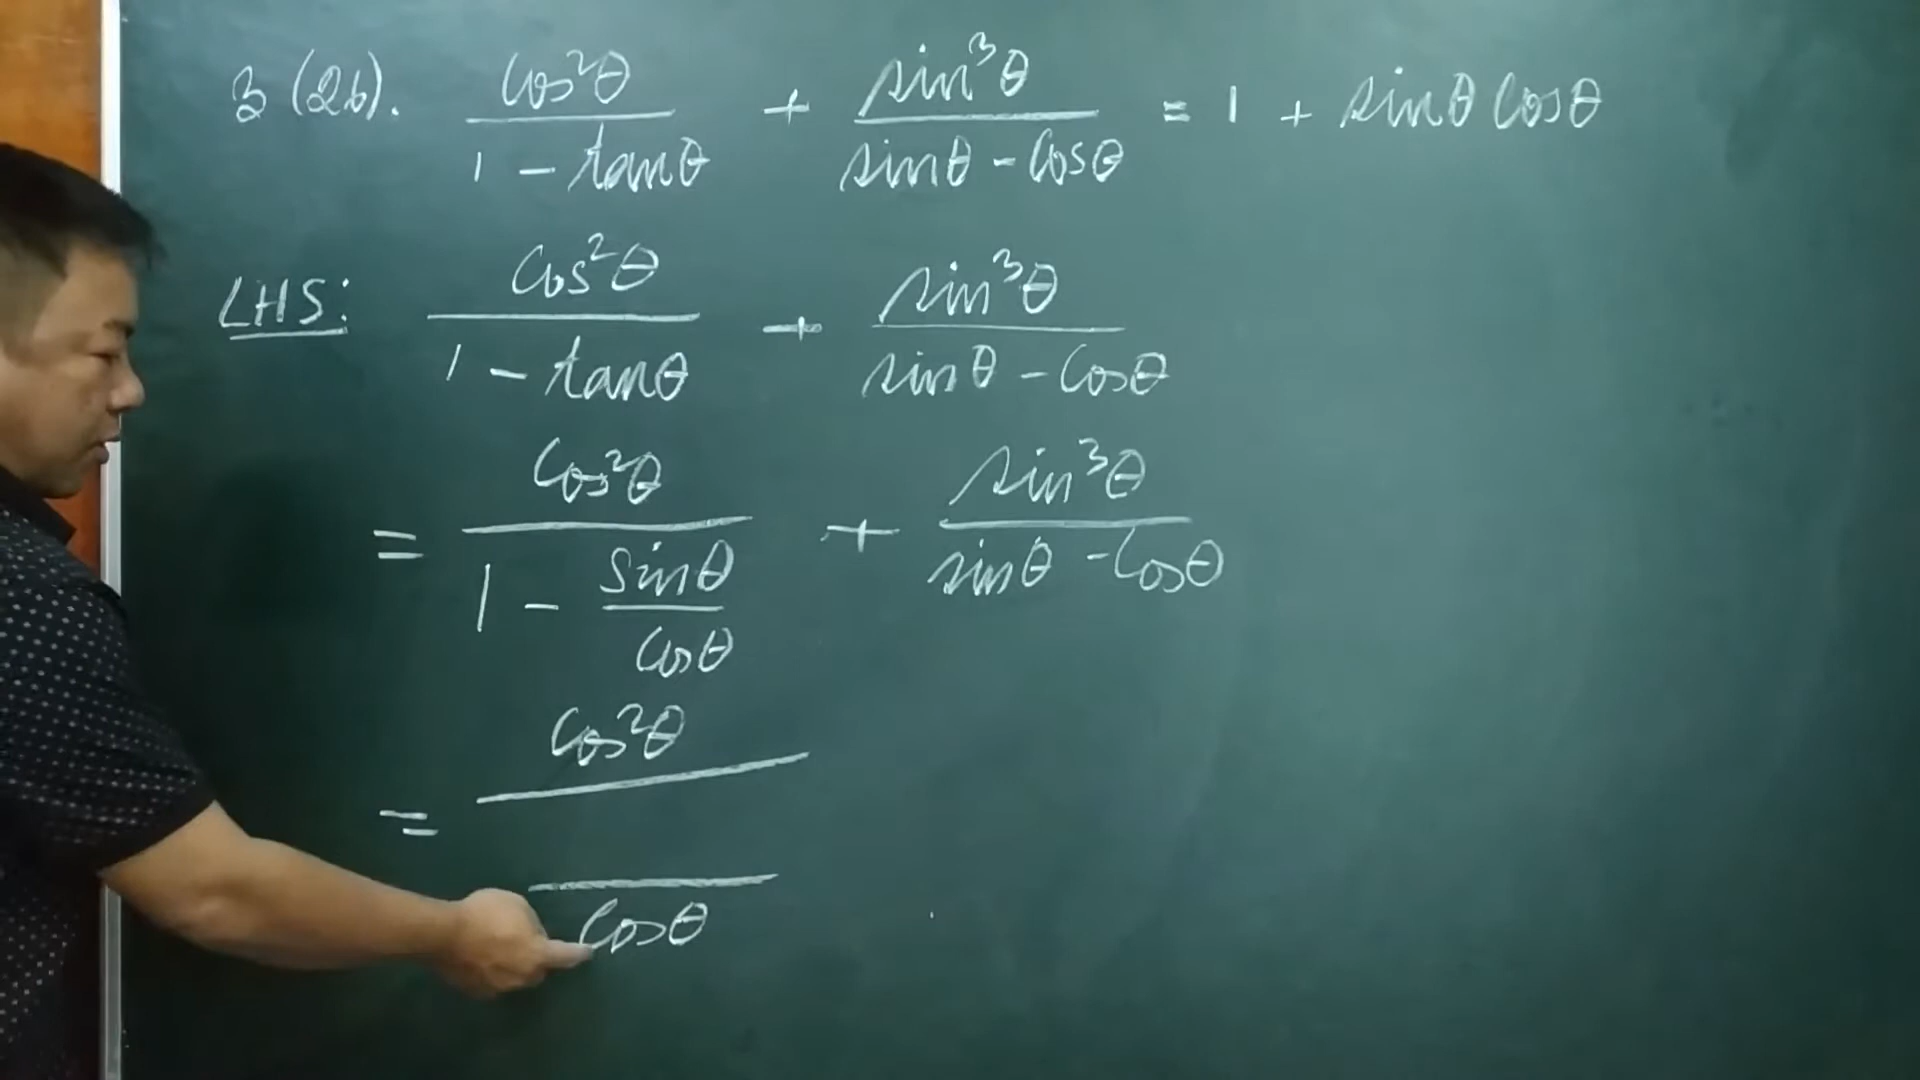 3 (2b). cos²θ / (1 - tanθ) + sin³θ / (sinθ - cosθ) = 1 + sinθ cosθ
LHS: cos²θ / (1 - tanθ) + sin³θ / (sinθ - cosθ)
= cos²θ / (1 - sinθ / cosθ) + sin³θ / (sinθ - cosθ)
= cos²θ / ( / cosθ)